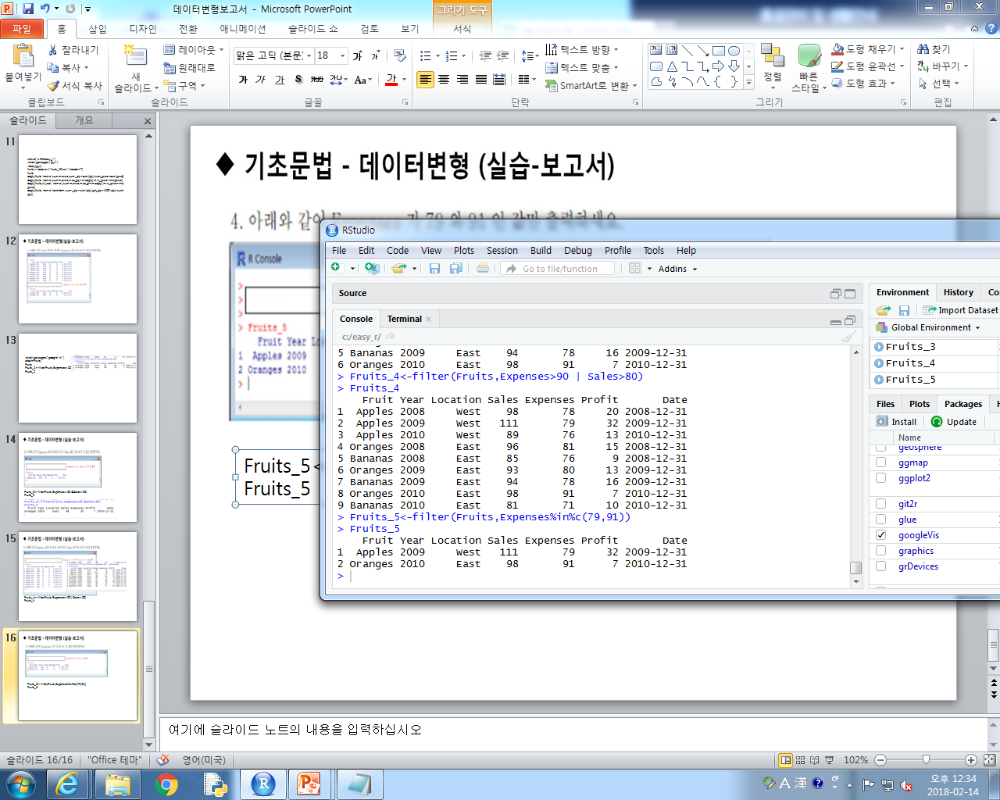 데이터변형보고서 - Microsoft PowerPoint
그리기 도구
파일 홈 삽입 디자인 전환 애니메이션 슬라이드 쇼 검토 보기 서식
붙여넣기
잘라내기
복사
서식 복사
클립보드
새 슬라이드
레이아웃
원래대로
구역
슬라이드
맑은 고딕 (본문) 18
가 가 가 S 가나 Aa 가
글꼴
텍스트 방향
텍스트 맞춤
SmartArt로 변환
단락
정렬
빠른 스타일
도형 채우기
도형 윤곽선
도형 효과
그리기
찾기
바꾸기
선택
편집
슬라이드 개요
11
12
13
14
15
16
◆ 기초문법 - 데이터변형 (실습-보고서)
4. 아래와 같이 Expenses 가 79 와 91 인 값만 출력하세요.
R Console
>
>
>
> Fruits_5
Fruit Year Lo
1 Apples 2009
2 Oranges 2010
>
Fruits_5 <
Fruits_5
RStudio
File Edit Code View Plots Session Build Debug Profile Tools Help
Go to file/function Addins
Source
Console Terminal
c:/easy_r/
5 Bananas 2009 East 94 78 16 2009-12-31
6 Oranges 2010 East 98 91 7 2010-12-31
> Fruits_4<-filter(Fruits,Expenses>90 | Sales>80)
> Fruits_4
Fruit Year Location Sales Expenses Profit Date
1 Apples 2008 West 98 78 20 2008-12-31
2 Apples 2009 West 111 79 32 2009-12-31
3 Apples 2010 West 89 76 13 2010-12-31
4 Oranges 2008 East 96 81 15 2008-12-31
5 Bananas 2008 East 85 76 9 2008-12-31
6 Oranges 2009 East 93 80 13 2009-12-31
7 Bananas 2009 East 94 78 16 2009-12-31
8 Oranges 2010 East 98 91 7 2010-12-31
9 Bananas 2010 East 81 71 10 2010-12-31
> Fruits_5<-filter(Fruits,Expenses%in%c(79,91))
> Fruits_5
Fruit Year Location Sales Expenses Profit Date
1 Apples 2009 West 111 79 32 2009-12-31
2 Oranges 2010 East 98 91 7 2010-12-31
>
Environment History Co
Import Dataset
Global Environment
Fruits_3
Fruits_4
Fruits_5
Files Plots Packages H
Install Update
Name
geosphere
ggmap
ggplot2
git2r
glue
googleVis
graphics
grDevices
여기에 슬라이드 노트의 내용을 입력하십시오
슬라이드 16/16 "Office 테마" 영어(미국) 102%
A 漢
오후 12:34
2018-02-14